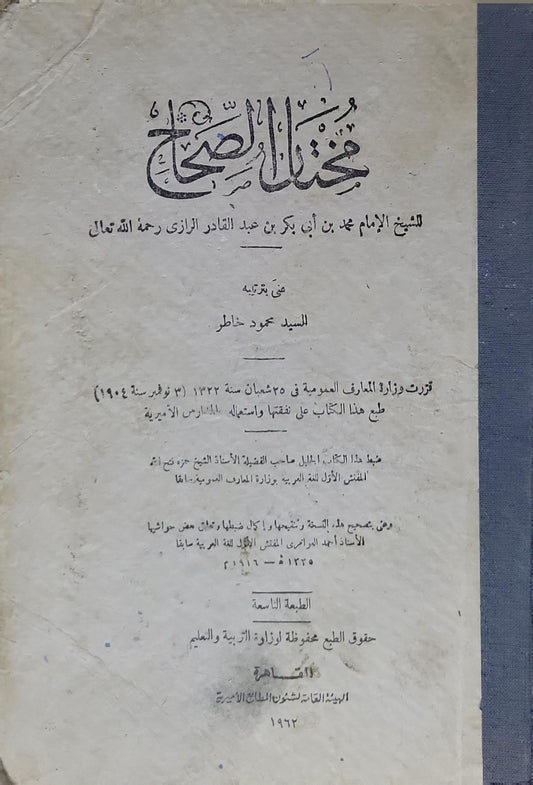 مُخْتَارُ الصِّحَاحِ
للشيخ الإمام محمد بن أبي بكر بن عبد القادر الرازى رحمه الله تعالى
عنى بترتيبه
السيد محمود خاطر
قررت وزارة المعارف العمومية فى ٢٥ شعبان سنة ١٣٢٢ (٣ نوفمبر سنة ١٩٠٤)
طبع هذا الكتاب على نفقتها واستعماله بالمدارس الأميرية
ضبط هذا الكتاب الجليل صاحب الفضيلة الأستاذ الشيخ حمزه فتح الله
المفتش الأول للغة العربية بوزارة المعارف العمومية سابقا
وعنى بتصحيح هذه النسخة وتنقيحها وإكمال ضبطها وتعليق بعض حواشيها
الأستاذ أحمد العوامرى المفتش الأول للغة العربية سابقا
١٣٣٥ هـ — ١٩١٦ م
الطبعة التاسعة
حقوق الطبع محفوظة لوزارة التربية والتعليم
القاهرة
الهيئة العامة لشئون المطابع الأميرية
١٩٦٢